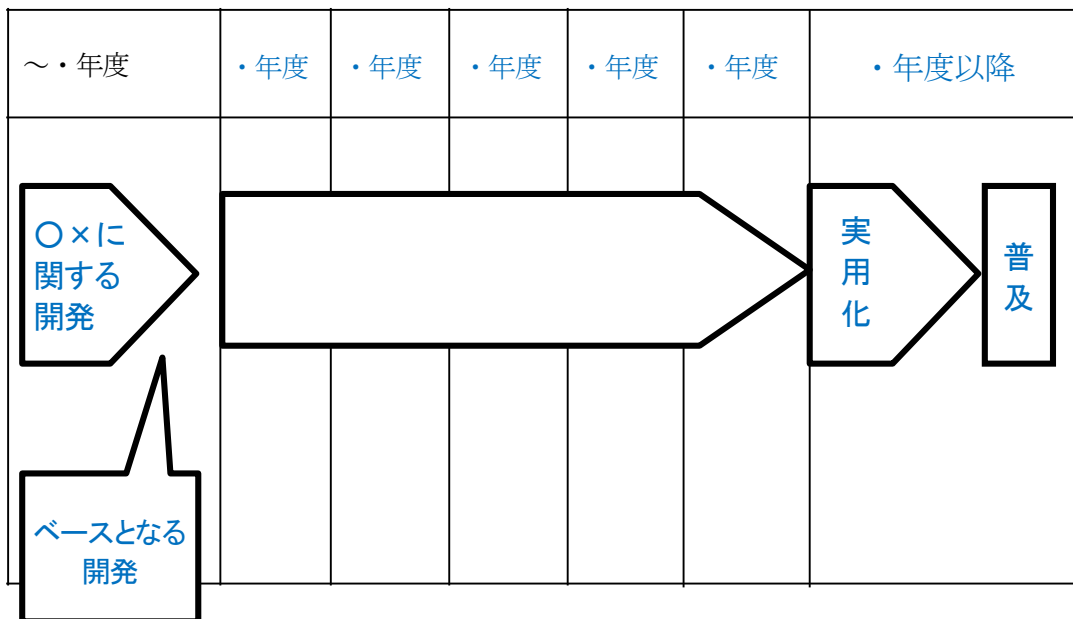 ～・年度
・年度
・年度
・年度
・年度
・年度
・年度以降
〇×に
関する
開発
実用化
普及
ベースとなる
開発